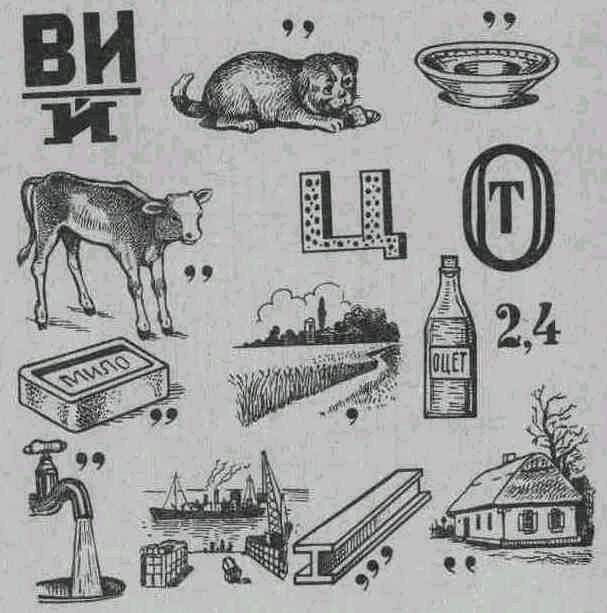 ВИ
Й
,,
,,
Ц
Т
О
,,
2,4
ОЦЕТ
МИЛО
,,
,
,,
,,,
,,